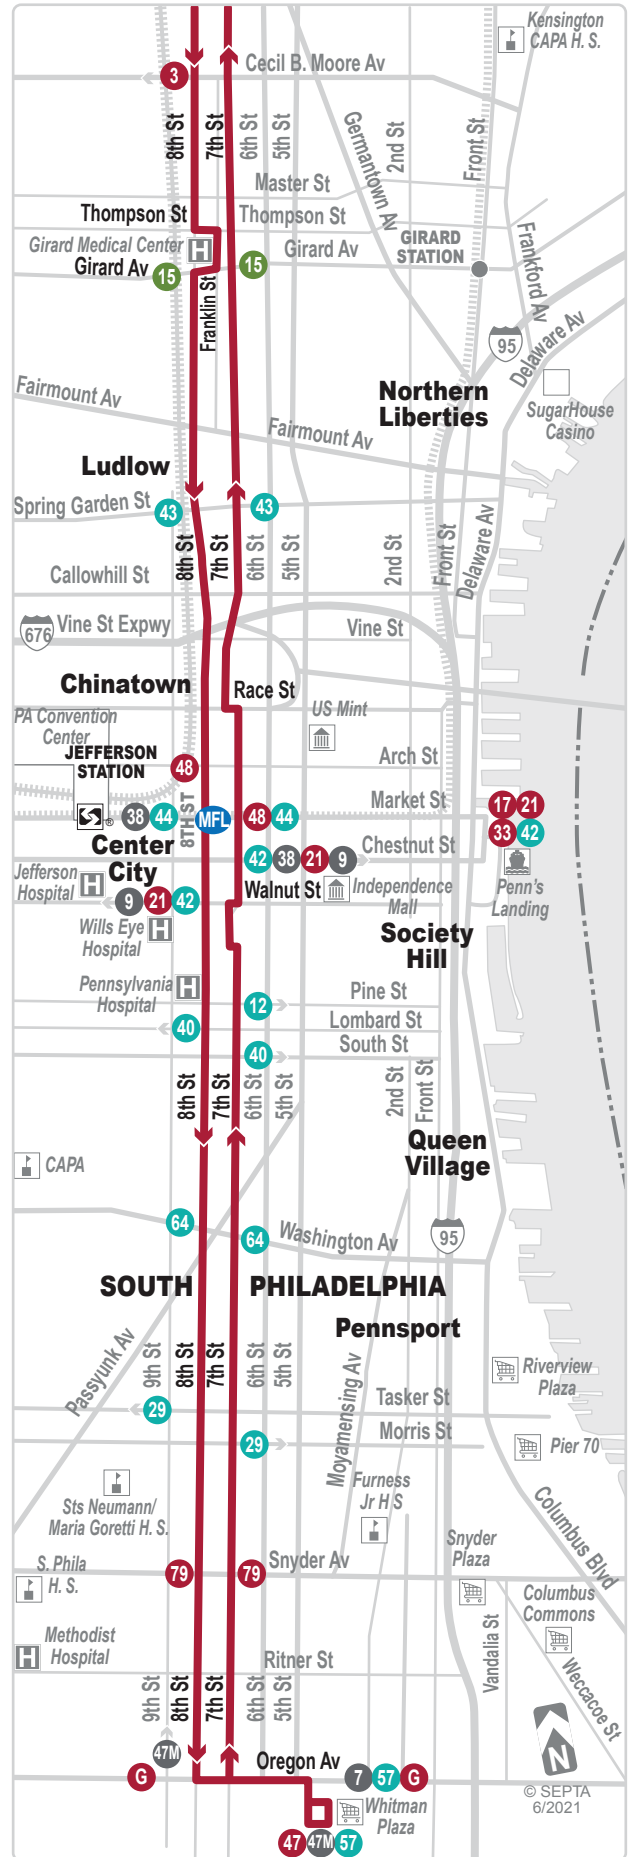 Kensington
CAPA H. S.
Cecil B. Moore Av
3
8th St
7th St
6th St
5th St
Germantown Av
2nd St
Front St
Master St
Thompson St
Thompson St
Girard Medical Center
H
Girard Av
GIRARD
STATION
Girard Av
15
15
Franklin St
Frankford Av
95
Delaware Av
Fairmount Av
Northern
Liberties
SugarHouse
Casino
Fairmount Av
Ludlow
Spring Garden St
43
43
8th St
7th St
6th St
5th St
2nd St
Front St
Delaware Av
Callowhill St
676
Vine St Expwy
Vine St
Chinatown
Race St
PA Convention
Center
US Mint
JEFFERSON
STATION
48
Arch St
Market St
®
38
44
8TH ST
MFL
48
44
17
21
33
42
Center
City
Chestnut St
42
38
21
9
Jefferson
Hospital
H
Walnut St
Independence
Mall
Penn's
Landing
9
21
42
Wills Eye
Hospital
H
Society
Hill
Pennsylvania
Hospital
H
Pine St
12
Lombard St
40
South St
40
8th St
7th St
6th St
5th St
2nd St
Front St
Queen
Village
CAPA
64
64
Washington Av
95
SOUTH PHILADELPHIA
Pennsport
Passyunk Av
9th St
8th St
7th St
6th St
5th St
Moyamensing Av
Riverview
Plaza
Tasker St
29
Morris St
29
Pier 70
Sts Neumann/
Maria Goretti H. S.
Furness
Jr H S
Columbus Blvd
Snyder
Plaza
S. Phila
H. S.
79
79
Snyder Av
Columbus
Commons
Vandalia St
Weccacoe St
Methodist
Hospital
H
Ritner St
9th St
8th St
7th St
6th St
5th St
N
47M
Oregon Av
G
7
57
G
Whitman
Plaza
47
47M
57
© SEPTA
6/2021